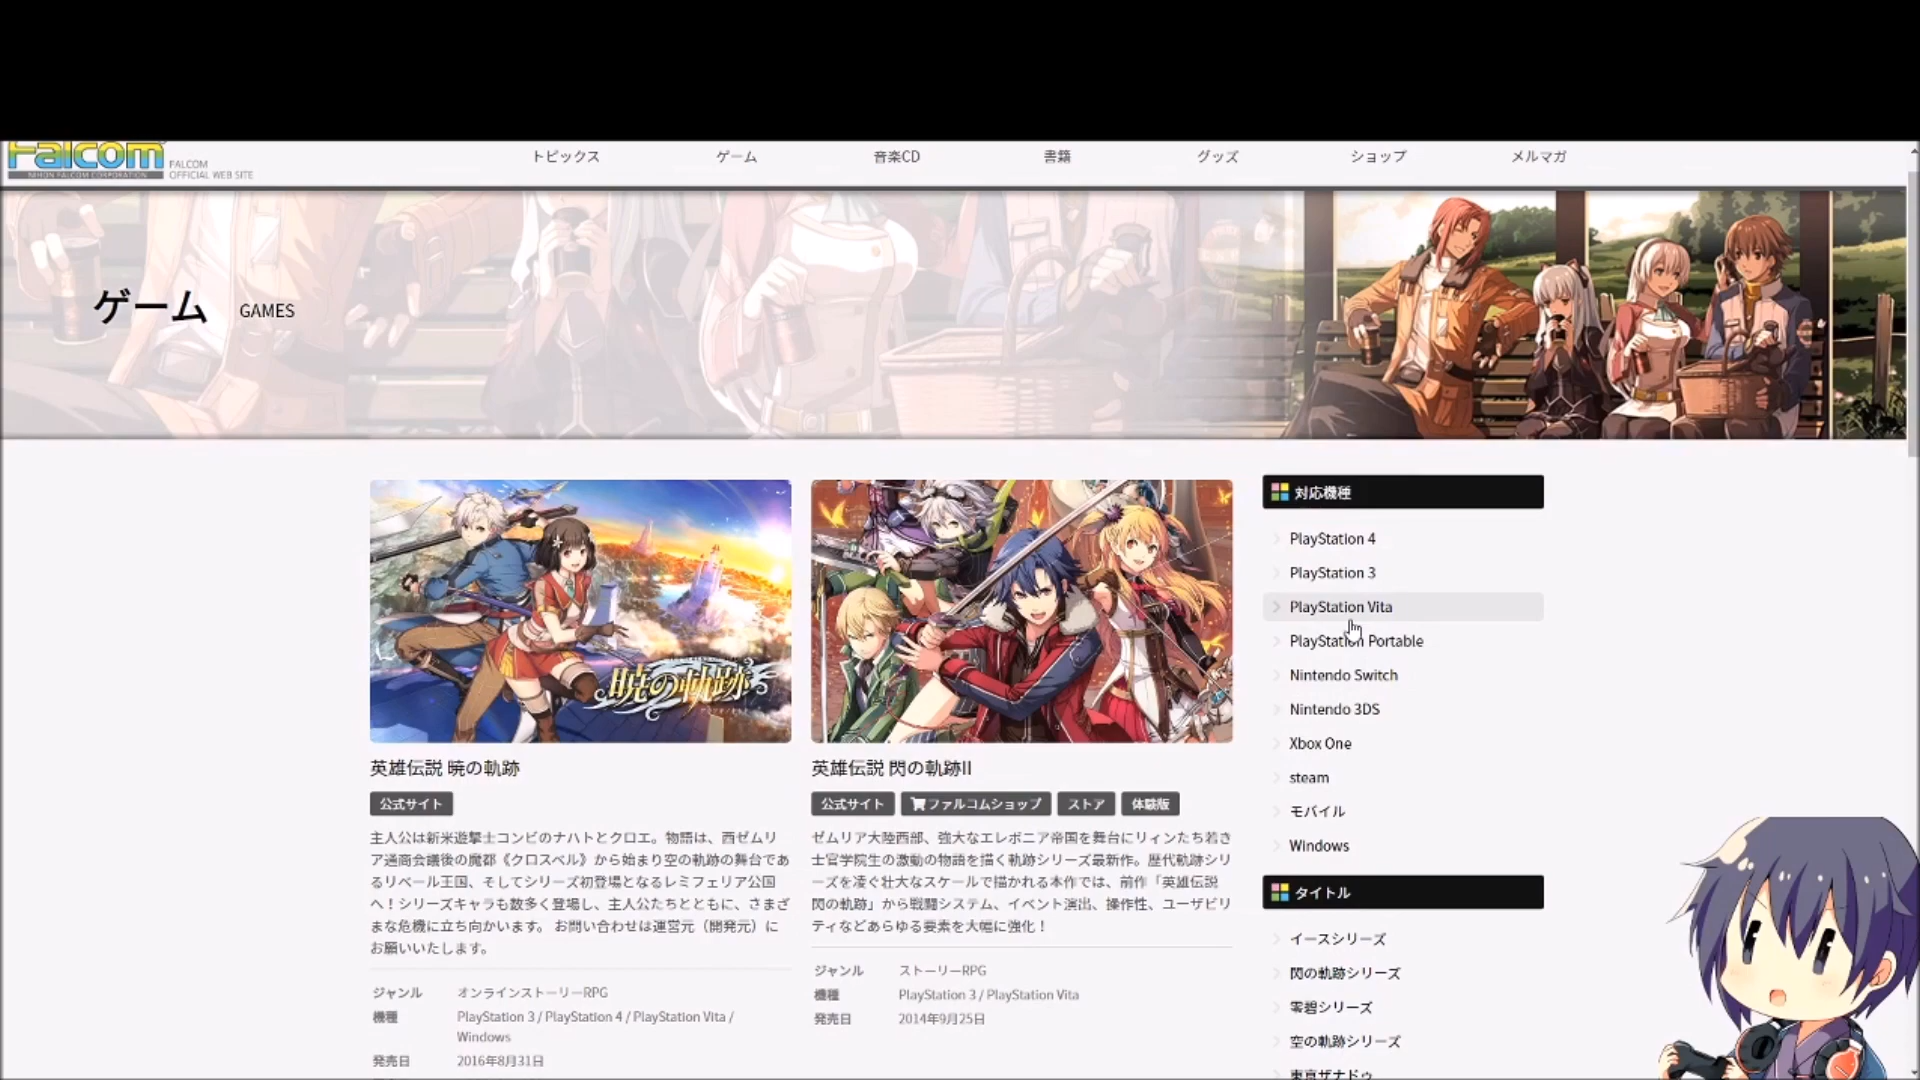 Falcom
NIHON FALCOM CORPORATION
FALCOM
OFFICIAL WEB SITE
トピックス
ゲーム
音楽CD
書籍
グッズ
ショップ
メルマガ
ゲーム
GAMES
暁の軌跡
英雄伝説 暁の軌跡
公式サイト
主人公は新米遊撃士コンビのナハトとクロエ。物語は、西ゼムリ
ア通商会議後の魔都《クロスベル》から始まり空の軌跡の舞台であ
るリベール王国、そしてシリーズ初登場となるレミフェリア公国
へ！シリーズキャラも数多く登場し、主人公たちとともに、さまざ
まな危機に立ち向かいます。 お問い合わせは運営元（開発元）に
お願いいたします。
ジャンル オンラインストーリーRPG
機種 PlayStation 3 / PlayStation 4 / PlayStation Vita /
Windows
発売日 2016年8月31日
英雄伝説 閃の軌跡II
公式サイト
ファルコムショップ
ストア
体験版
ゼムリア大陸西部、強大なエレボニア帝国を舞台にリィンたち若き
士官学院生の激動の物語を描く軌跡シリーズ最新作。歴代軌跡シリ
ーズを凌ぐ壮大なスケールで描かれる本作では、前作「英雄伝説
閃の軌跡」から戦闘システム、イベント演出、操作性、ユーザビリ
ティなどあらゆる要素を大幅に強化！
ジャンル ストーリーRPG
機種 PlayStation 3 / PlayStation Vita
発売日 2014年9月25日
対応機種
PlayStation 4
PlayStation 3
PlayStation Vita
PlayStation Portable
Nintendo Switch
Nintendo 3DS
Xbox One
steam
モバイル
Windows
タイトル
イースシリーズ
閃の軌跡シリーズ
零碧シリーズ
空の軌跡シリーズ
東亰ザナドゥ